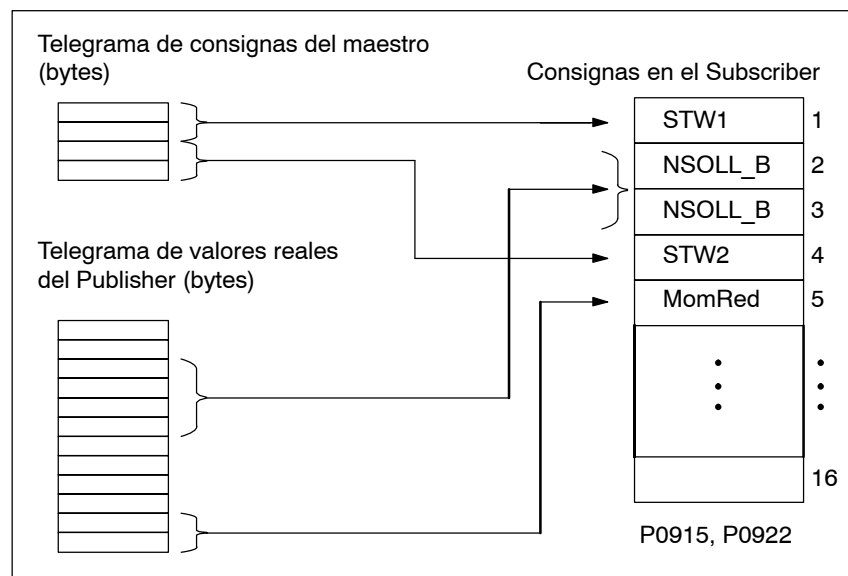 Telegrama de consignas del maestro
(bytes)
Consignas en el Subscriber
STW1 1
NSOLL_B 2
NSOLL_B 3
STW2 4
MomRed 5
16
Telegrama de valores reales
del Publisher (bytes)
P0915, P0922